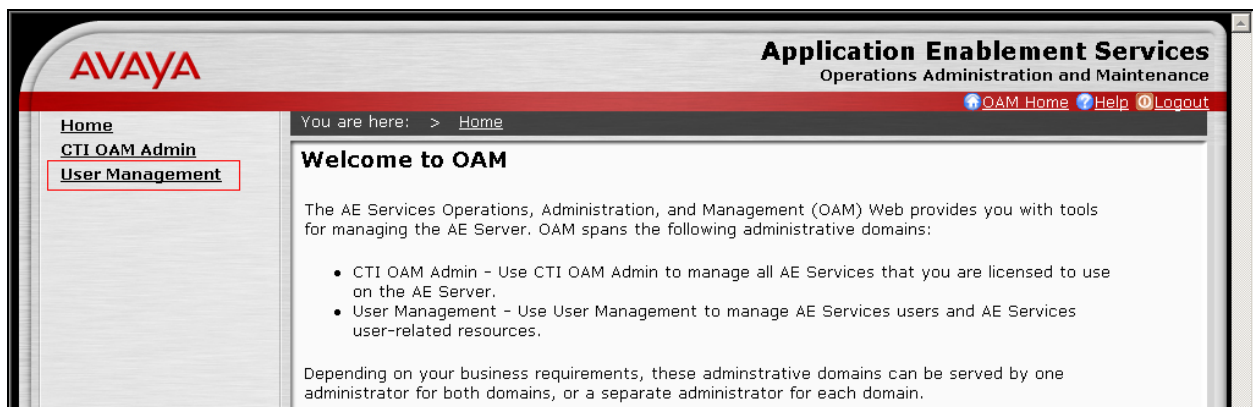 AVAYA
Application Enablement Services
Operations Administration and Maintenance
OAM Home Help Logout
Home
CTI OAM Admin
User Management
You are here: > Home
Welcome to OAM
The AE Services Operations, Administration, and Management (OAM) Web provides you with tools
for managing the AE Server. OAM spans the following administrative domains:
• CTI OAM Admin - Use CTI OAM Admin to manage all AE Services that you are licensed to use
on the AE Server.
• User Management - Use User Management to manage AE Services users and AE Services
user-related resources.
Depending on your business requirements, these adminstrative domains can be served by one
administrator for both domains, or a separate administrator for each domain.